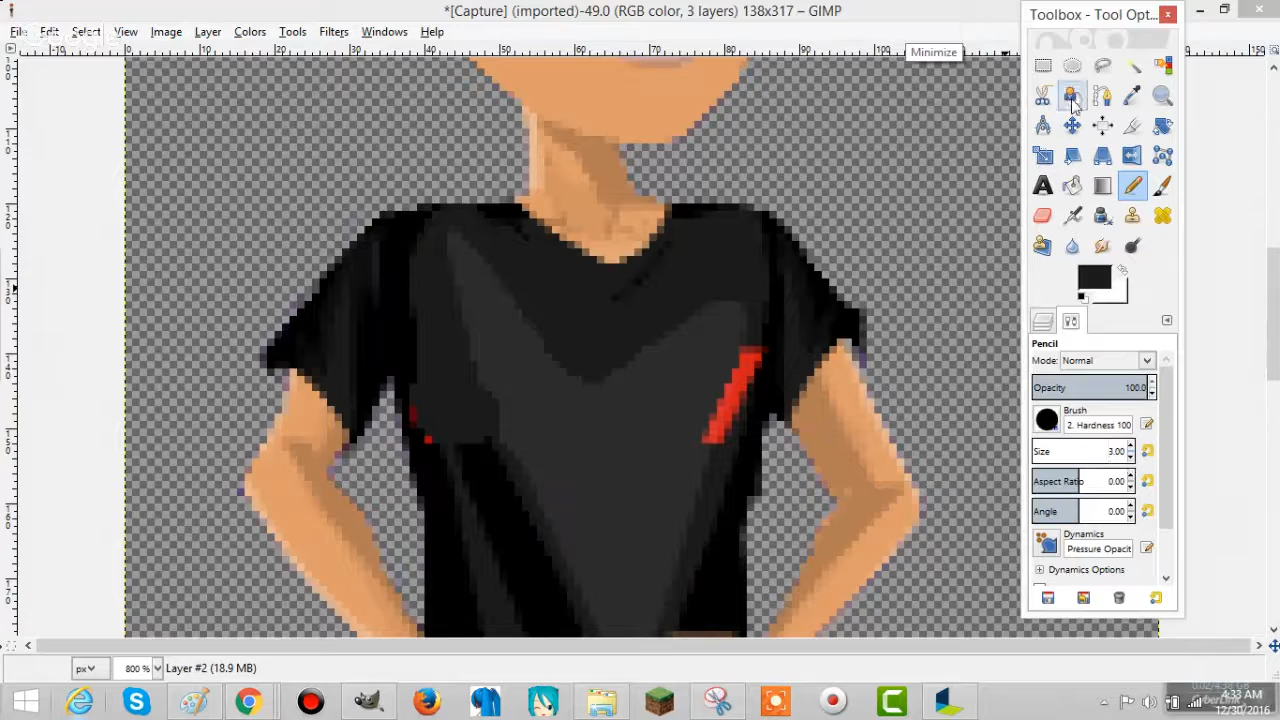 *[Capture] (imported)-49.0 (RGB color, 3 layers) 138x317 – GIMP
File Edit Select View Image Layer Colors Tools Filters Windows Help
Minimize
Toolbox - Tool Opt...
Pencil
Mode: Normal
Opacity 100.0
Brush
2. Hardness 100
Size 3.00
Aspect Ratio 0.00
Angle 0.00
Dynamics
Pressure Opacit
Dynamics Options
px 800 % Layer #2 (18.9 MB)
4:33 AM
12/30/2016